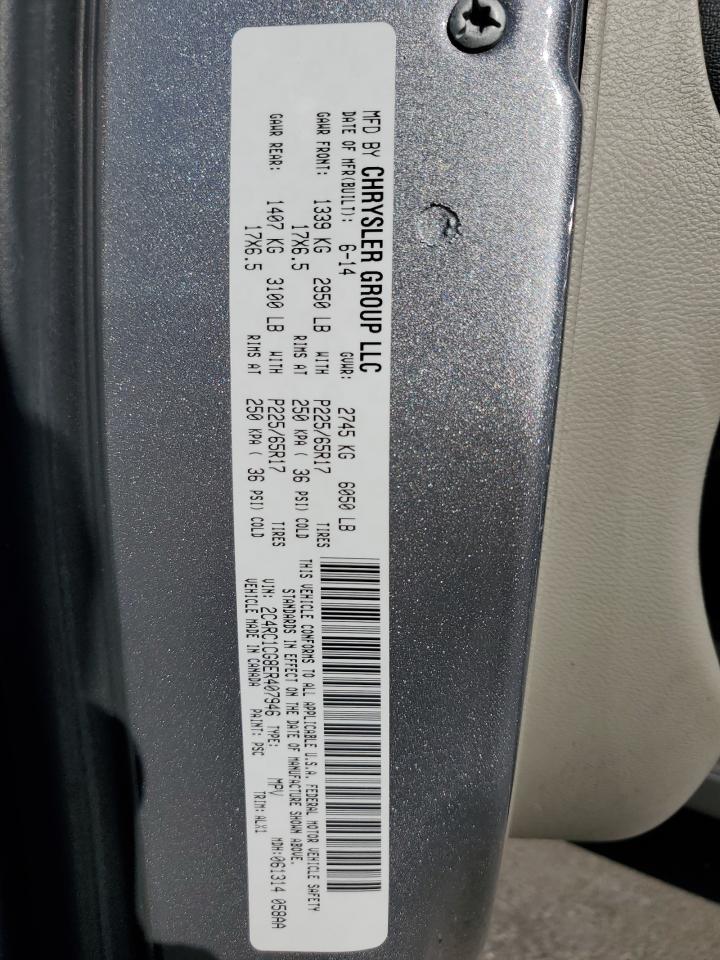 MFD BY CHRYSLER GROUP LLC
DATE OF MFR(BUILT): 6-14 GVWR: 2745 KG 6050 LB
GAWR FRONT: 1339 KG 2950 LB WITH P225/65R17 TIRES
17X6.5 RIMS AT 250 KPA ( 36 PSI) COLD
GAWR REAR: 1407 KG 3100 LB WITH P225/65R17 TIRES
17X6.5 RIMS AT 250 KPA ( 36 PSI) COLD
THIS VEHICLE CONFORMS TO ALL APPLICABLE U.S.A. FEDERAL MOTOR VEHICLE SAFETY
STANDARDS IN EFFECT ON THE DATE OF MANUFACTURE SHOWN ABOVE.
VIN: 2C4RC1CG8ER407946 TYPE: MPV MDH:061314 058AA
VEHICLE MADE IN CANADA PAINT: PSC TRIM: ALX1